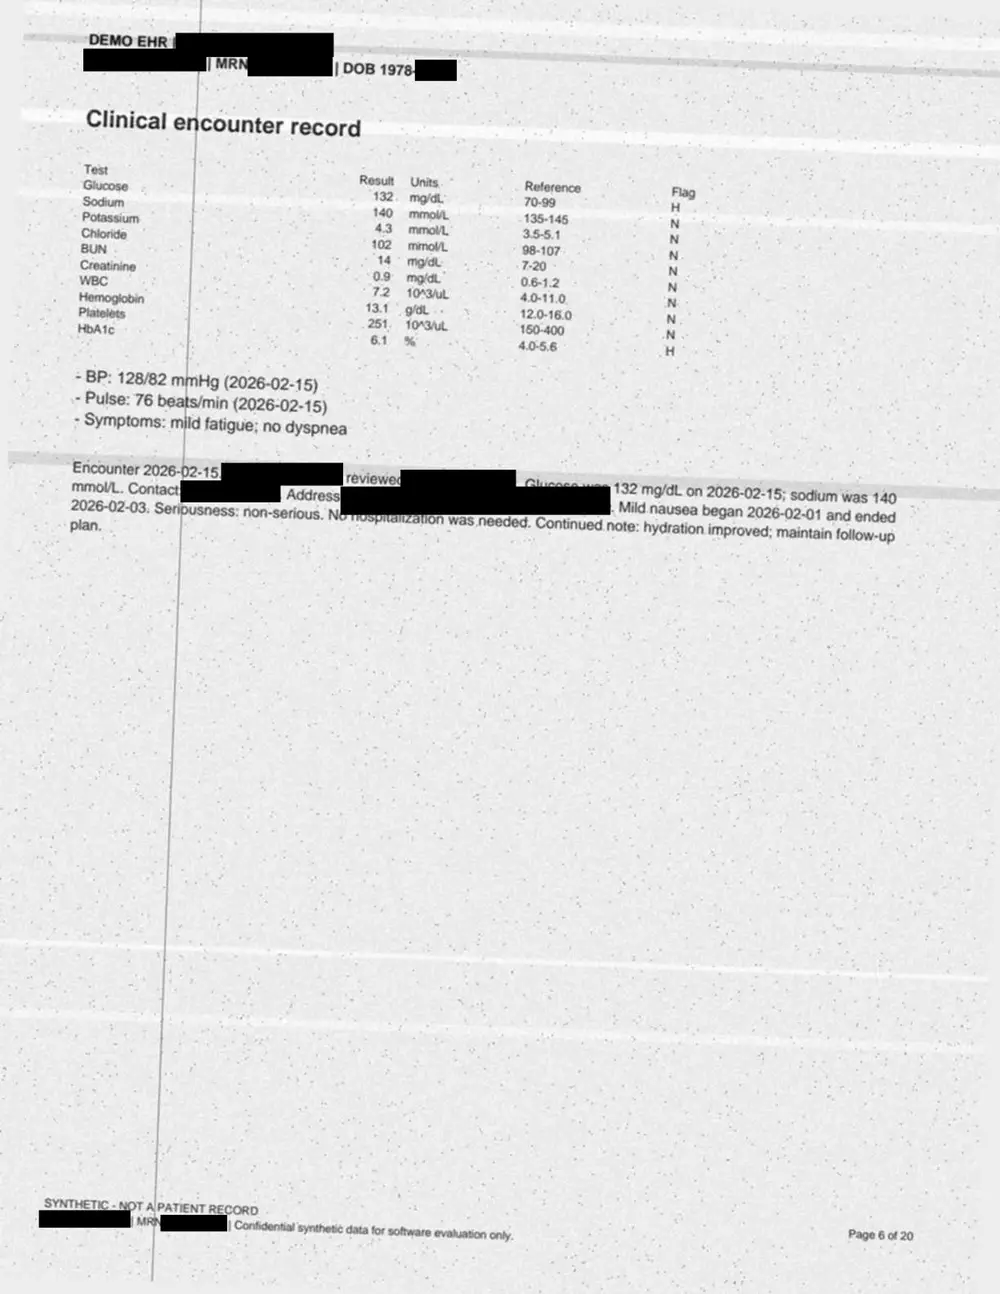 DEMO EHR |
| MRN | DOB 1978-
Clinical encounter record
Test Result Units Reference Flag
Glucose 132 mg/dL 70-99 H
Sodium 140 mmol/L 135-145 N
Potassium 4.3 mmol/L 3.5-5.1 N
Chloride 102 mmol/L 98-107 N
BUN 14 mg/dL 7-20 N
Creatinine 0.9 mg/dL 0.6-1.2 N
WBC 7.2 10^3/uL 4.0-11.0 N
Hemoglobin 13.1 g/dL 12.0-16.0 N
Platelets 251 10^3/uL 150-400 N
HbA1c 6.1 % 4.0-5.6 H
- BP: 128/82 mmHg (2026-02-15)
- Pulse: 76 beats/min (2026-02-15)
- Symptoms: mild fatigue; no dyspnea
Encounter 2026-02-15. reviewed Glucose was 132 mg/dL on 2026-02-15; sodium was 140
mmol/L. Contact: Address . Mild nausea began 2026-02-01 and ended
2026-02-03. Seriousness: non-serious. No hospitalization was needed. Continued note: hydration improved; maintain follow-up
plan.
SYNTHETIC - NOT A PATIENT RECORD
| MRN | Confidential synthetic data for software evaluation only.
Page 6 of 20